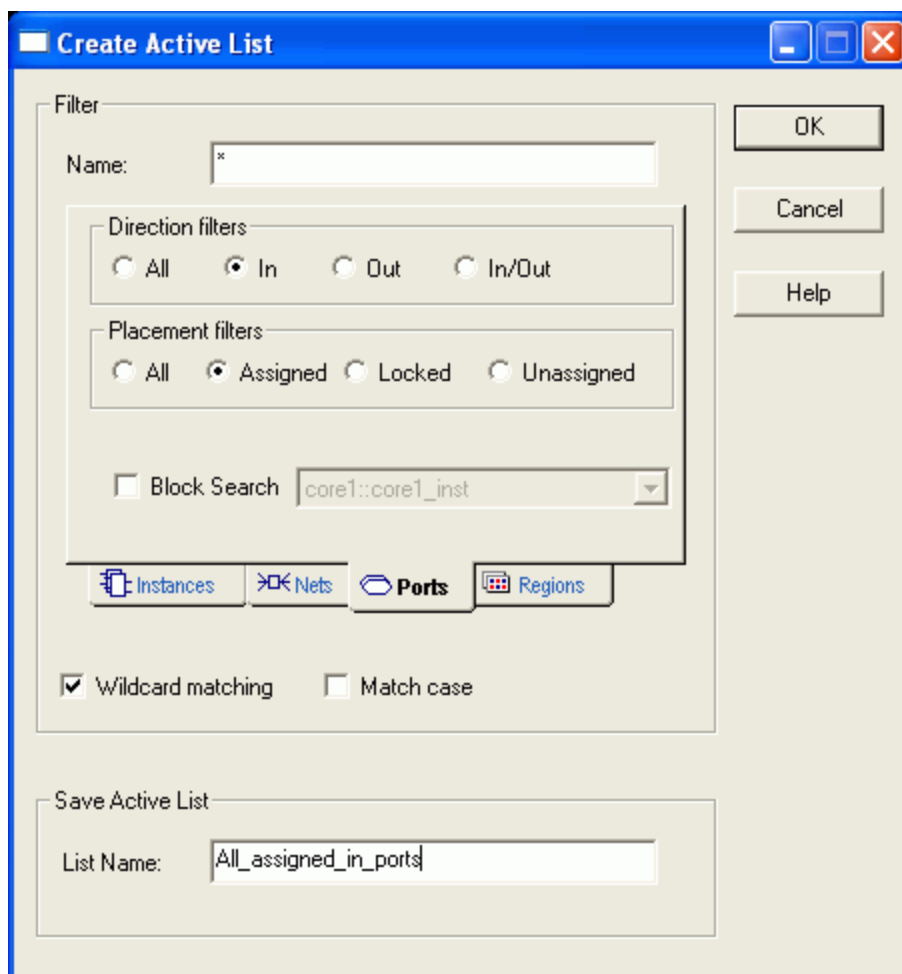 Create Active List
Filter
OK
Name: *
Cancel
Direction filters
All In Out In/Out
Help
Placement filters
All Assigned Locked Unassigned
Block Search core1::core1_inst
Instances Nets Ports Regions
Wildcard matching Match case
Save Active List
List Name: All_assigned_in_ports